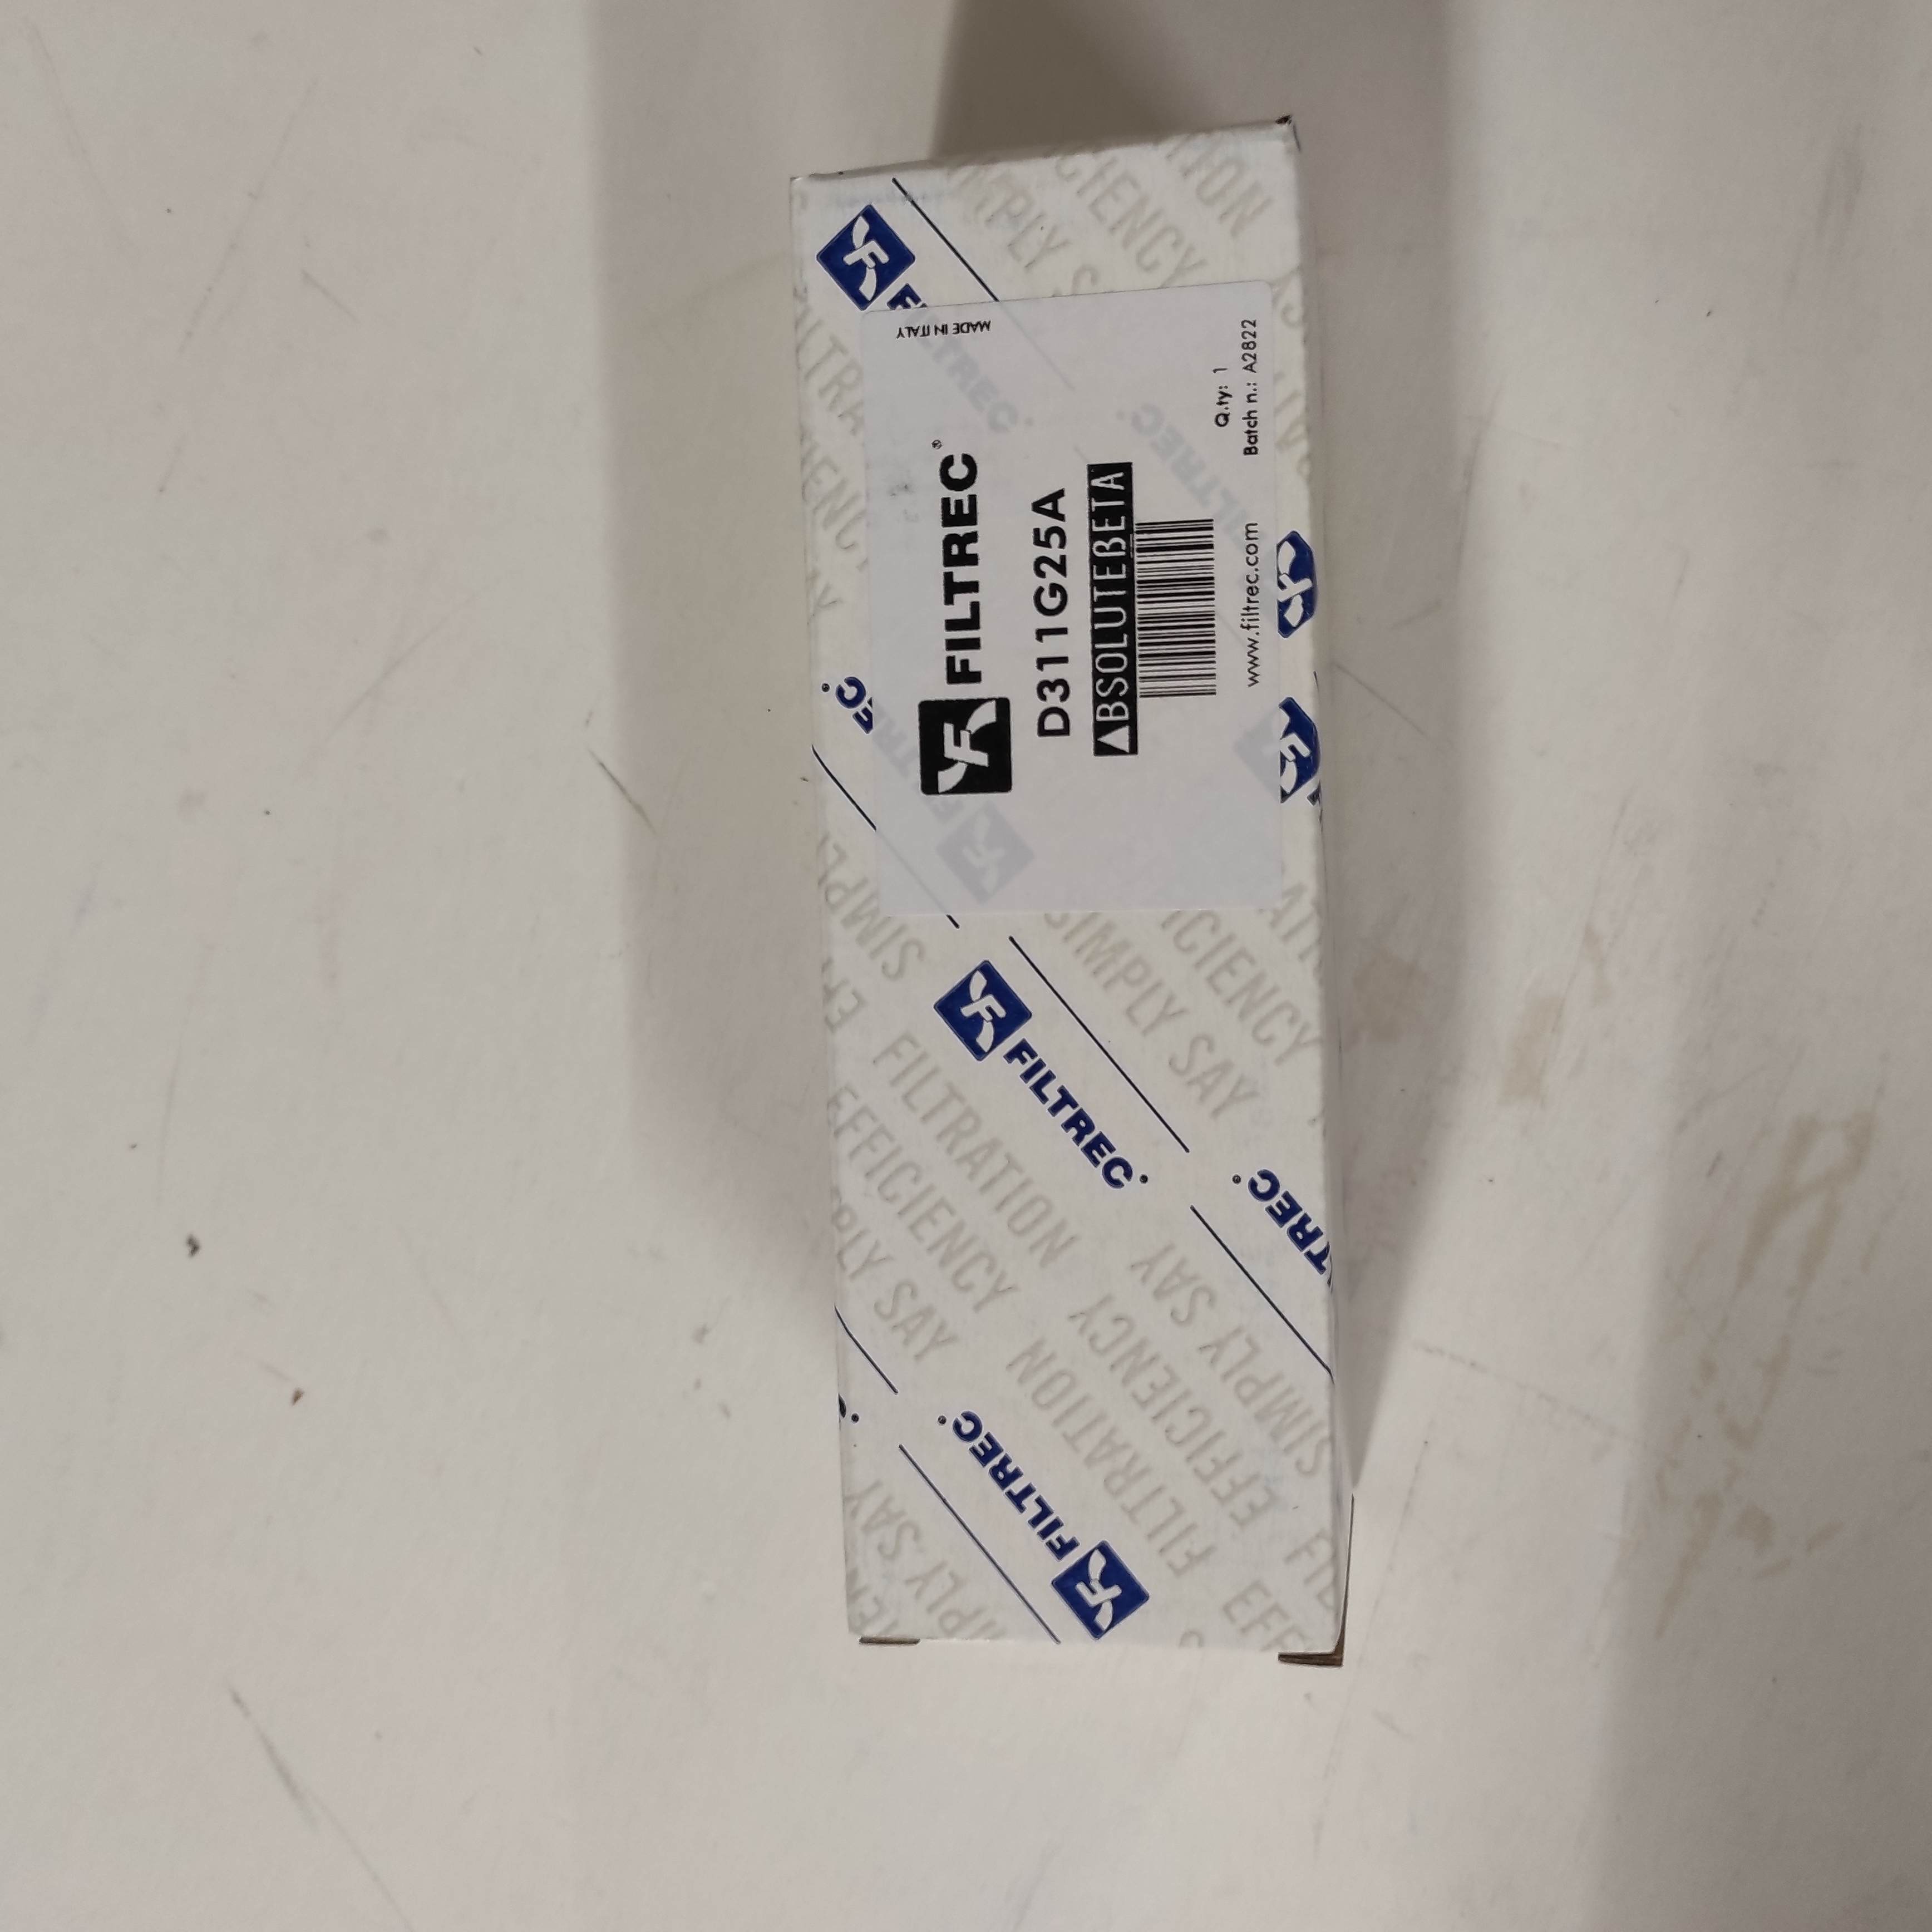 MADE IN ITALY
FILTREC®
D311G25A
ABSOLUTEBETA
Q.ty: 1
www.filtrec.com
Batch n.: A2822
FILTREC
SIMPLY SAY
FILTRATION
EFFICIENCY
SIMPLY SAY
EFFICIENCY
FILTRATION
FILTREC